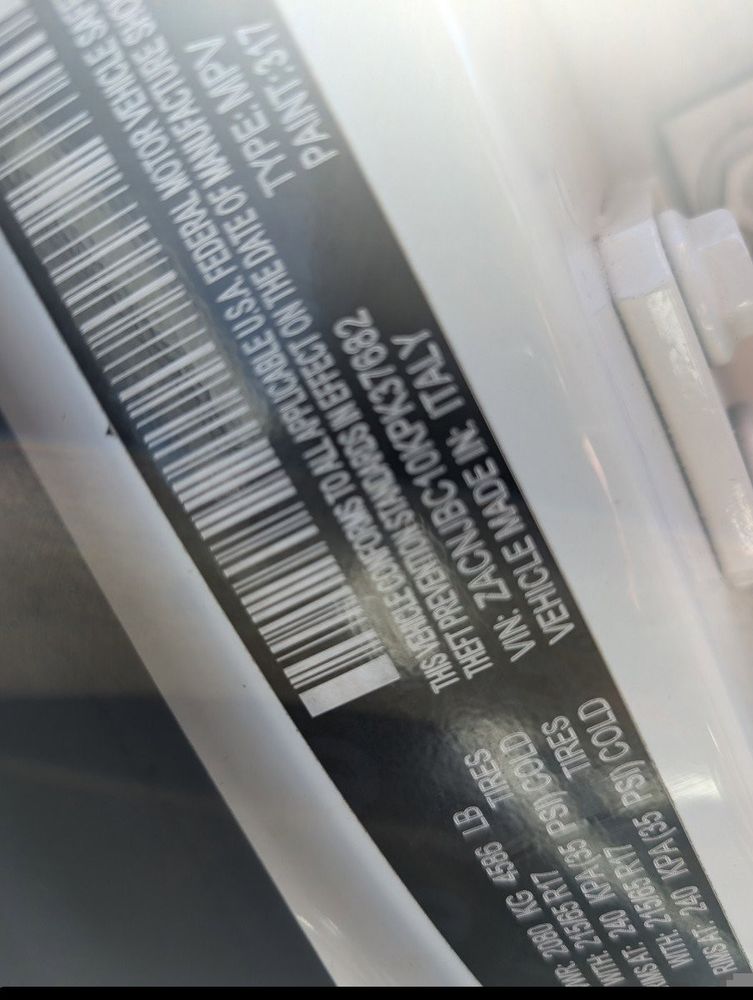 THIS VEHICLE CONFORMS TO ALL APPLICABLE U.S.A. FEDERAL MOTOR VEHICLE
THEFT PREVENTION STANDARDS IN EFFECT ON THE DATE OF MANUFACTURE
VIN: ZACNJBC10KPK37682 TYPE: MPV
VEHICLE MADE IN: ITALY PAINT:317
2080 KG 4586 LB TIRES
WITH: 215/65 R17
AT: 240 KPA(35 PSI) COLD TIRES
WITH: 215/65 R17
RIMSAT: 240 KPA(35 PSI) COLD